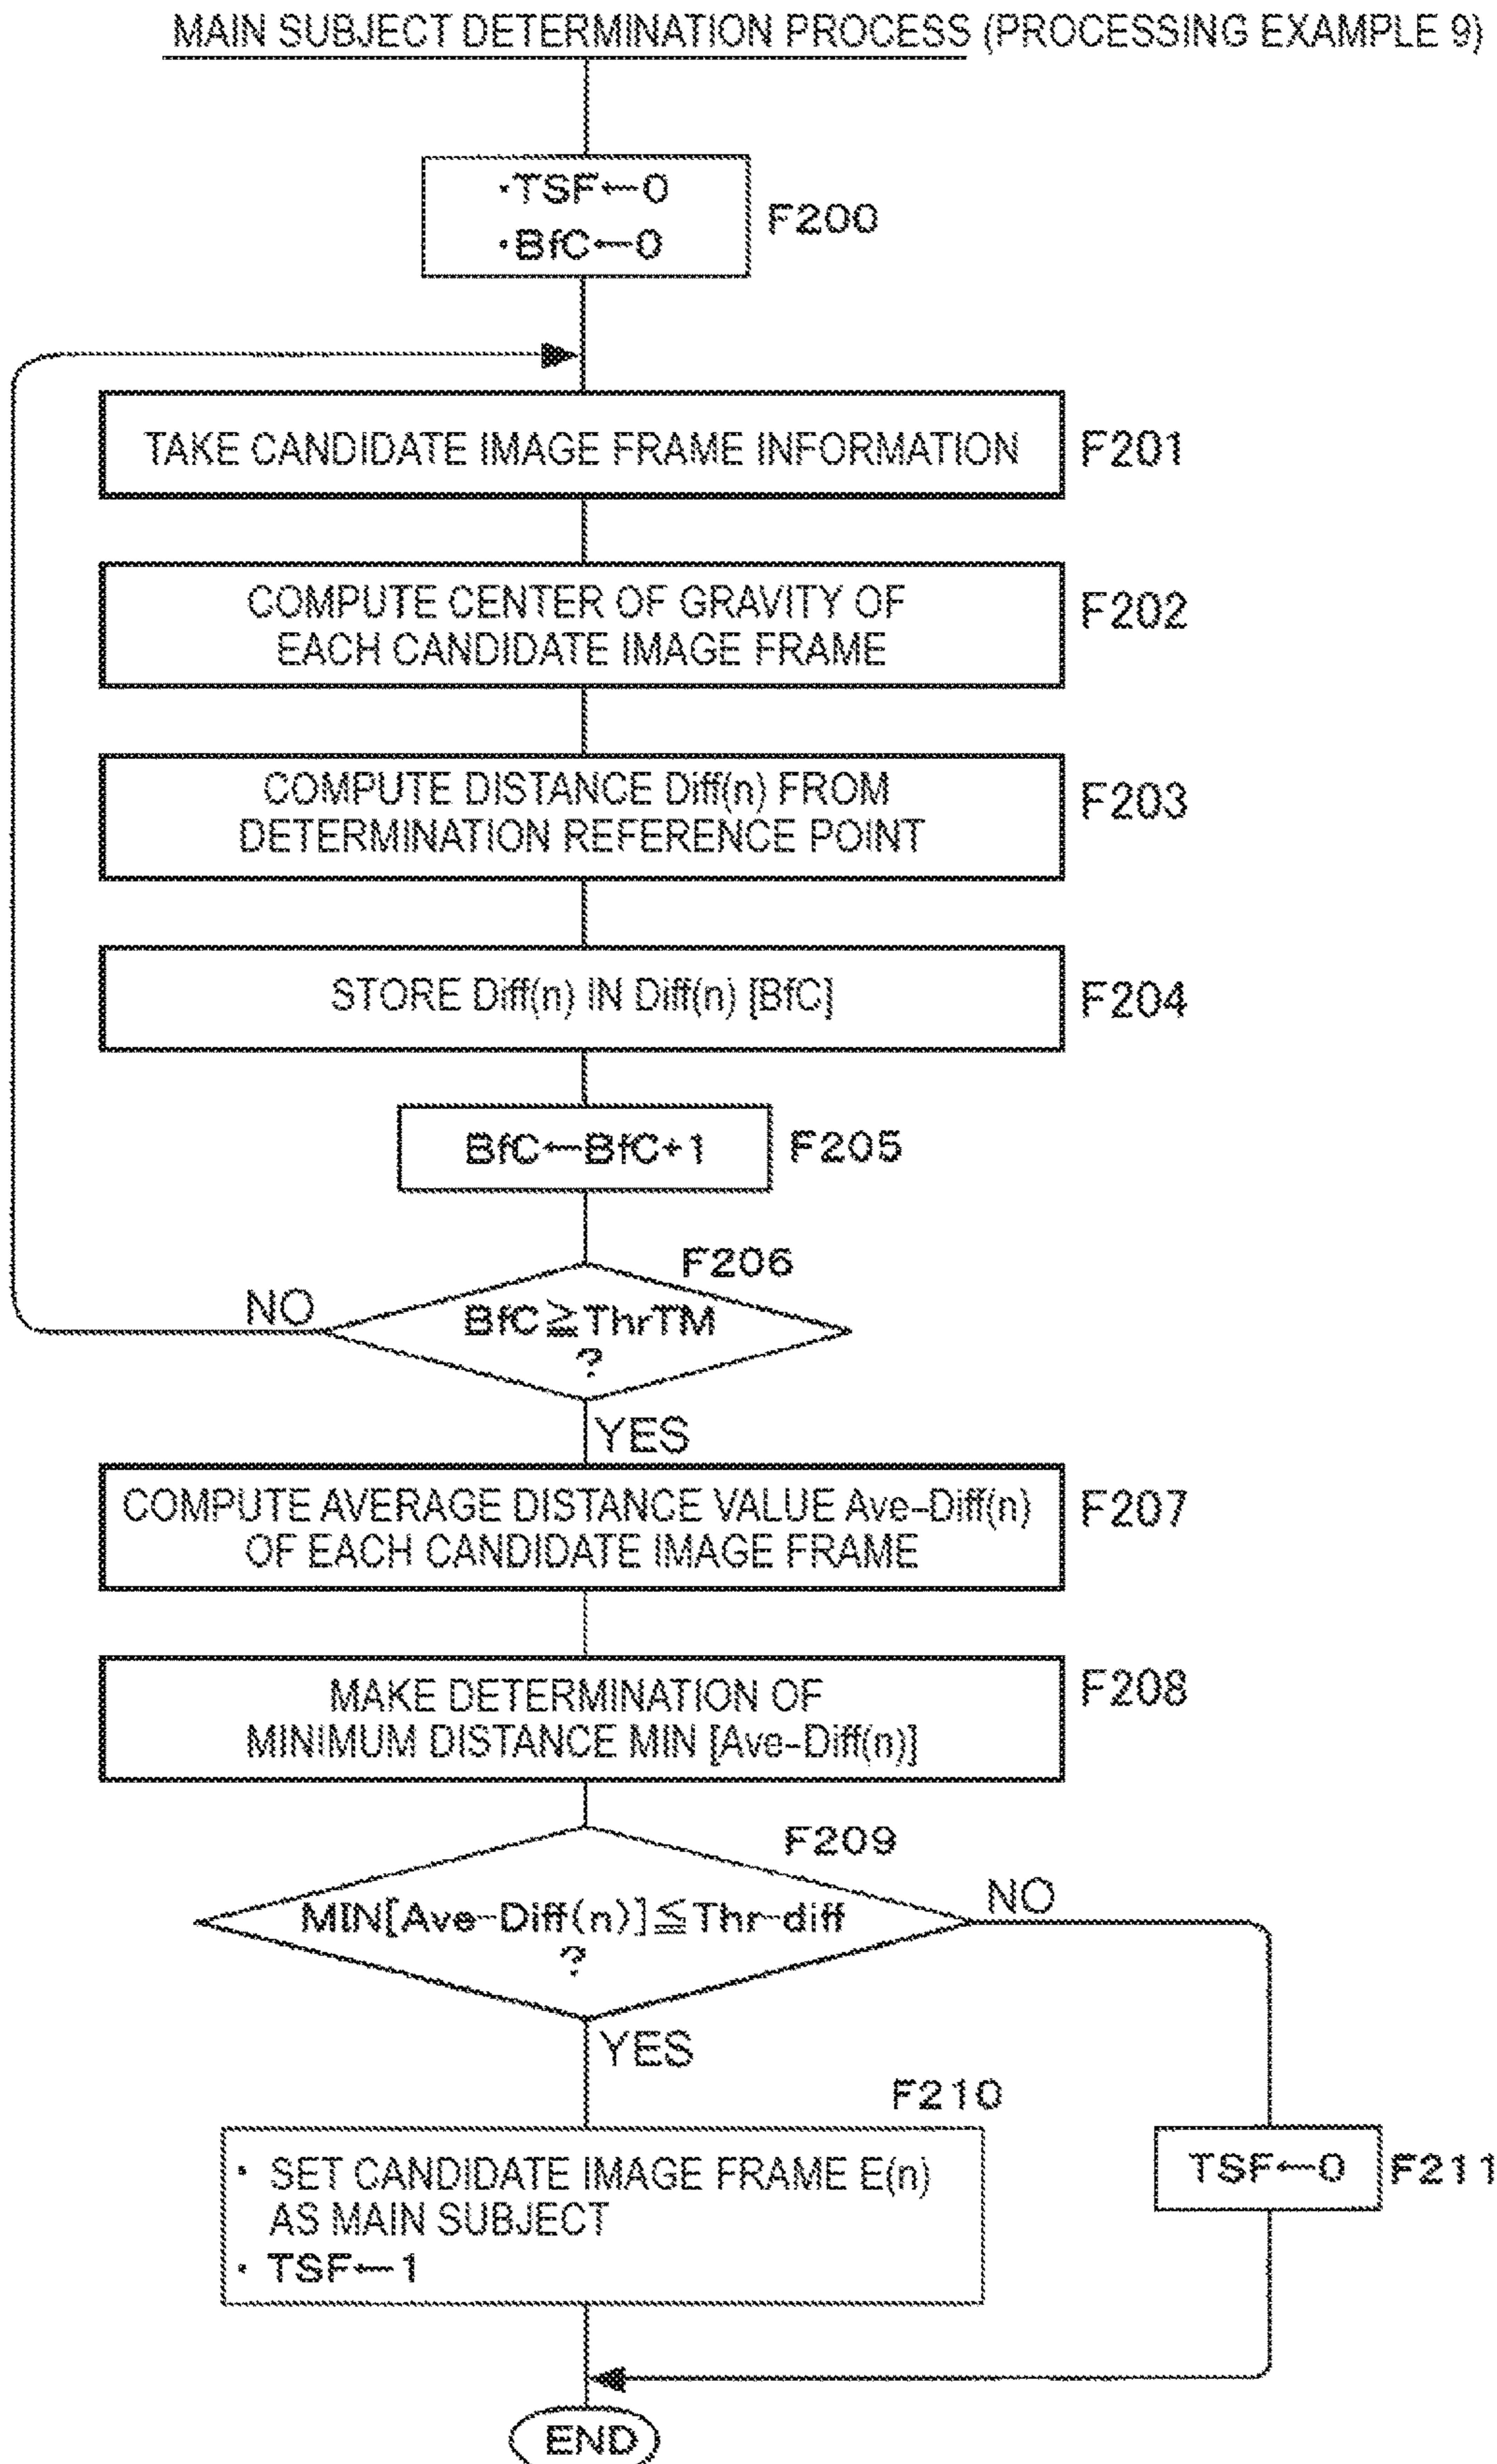 MAIN SUBJECT DETERMINATION PROCESS (PROCESSING EXAMPLE 9)
・TSF←0
・BfC←0
F200
TAKE CANDIDATE IMAGE FRAME INFORMATION
F201
COMPUTE CENTER OF GRAVITY OF
EACH CANDIDATE IMAGE FRAME
F202
COMPUTE DISTANCE Diff(n) FROM
DETERMINATION REFERENCE POINT
F203
STORE Diff(n) IN Diff(n) [BfC]
F204
BfC←BfC+1
F205
F206
NO
BfC≧ThrTM
?
YES
COMPUTE AVERAGE DISTANCE VALUE Ave-Diff(n)
OF EACH CANDIDATE IMAGE FRAME
F207
MAKE DETERMINATION OF
MINIMUM DISTANCE MIN [Ave-Diff(n)]
F208
F209
MIN[Ave-Diff(n)]≦Thr-diff
?
NO
YES
F210
・ SET CANDIDATE IMAGE FRAME E(n)
AS MAIN SUBJECT
・ TSF←1
TSF←0
F211
END